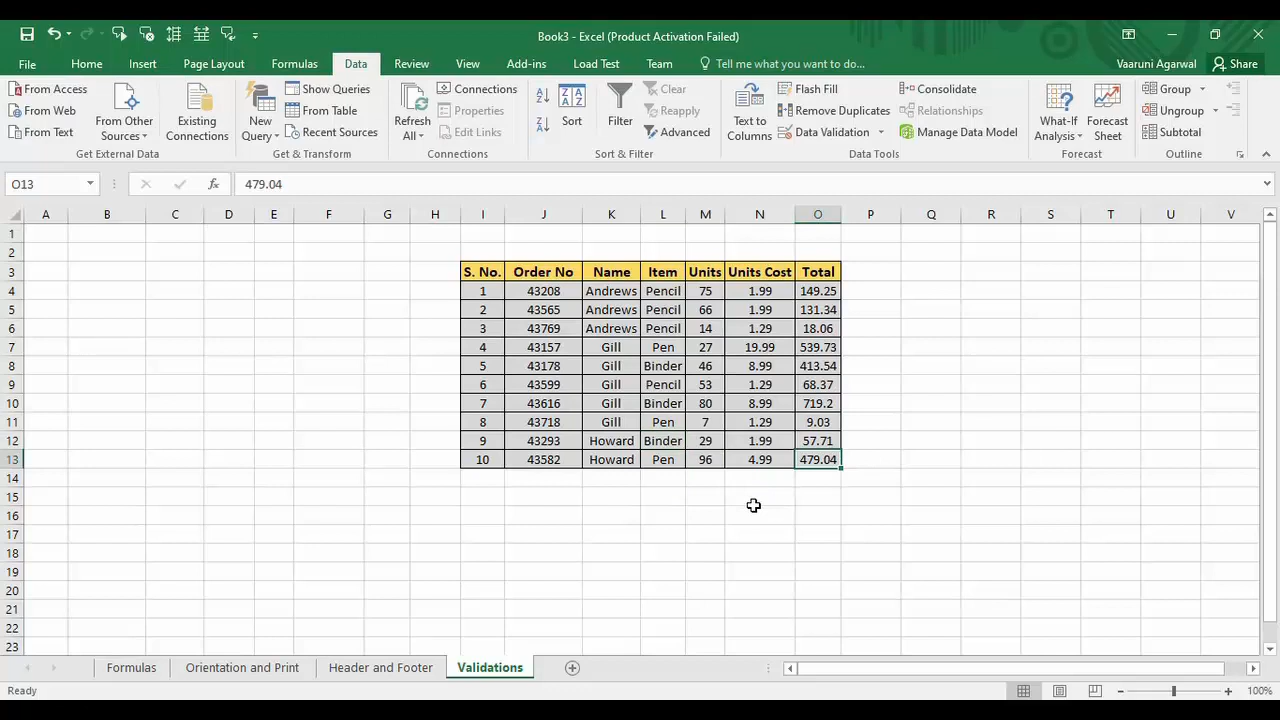 Book3 - Excel (Product Activation Failed)
File Home Insert Page Layout Formulas Data Review View Add-ins Load Test Team Tell me what you want to do... Vaaruni Agarwal Share
From Access
From Web
From Text
From Other
Sources
Existing
Connections
Get External Data
New
Query
Show Queries
From Table
Recent Sources
Get & Transform
Refresh
All
Connections
Properties
Edit Links
Connections
Sort
Filter
Clear
Reapply
Advanced
Sort & Filter
Text to
Columns
Flash Fill
Remove Duplicates
Data Validation
Consolidate
Relationships
Manage Data Model
Data Tools
What-If
Analysis
Forecast
Sheet
Forecast
Group
Ungroup
Subtotal
Outline
O13 fx 479.04
A B C D E F G H I J K L M N O P Q R S T U V
1
2
3 S. No. Order No Name Item Units Units Cost Total
4 1 43208 Andrews Pencil 75 1.99 149.25
5 2 43565 Andrews Pencil 66 1.99 131.34
6 3 43769 Andrews Pencil 14 1.29 18.06
7 4 43157 Gill Pen 27 19.99 539.73
8 5 43178 Gill Binder 46 8.99 413.54
9 6 43599 Gill Pencil 53 1.29 68.37
10 7 43616 Gill Binder 80 8.99 719.2
11 8 43718 Gill Pen 7 1.29 9.03
12 9 43293 Howard Binder 29 1.99 57.71
13 10 43582 Howard Pen 96 4.99 479.04
14
15
16
17
18
19
20
21
22
23
Formulas Orientation and Print Header and Footer Validations
Ready 100%